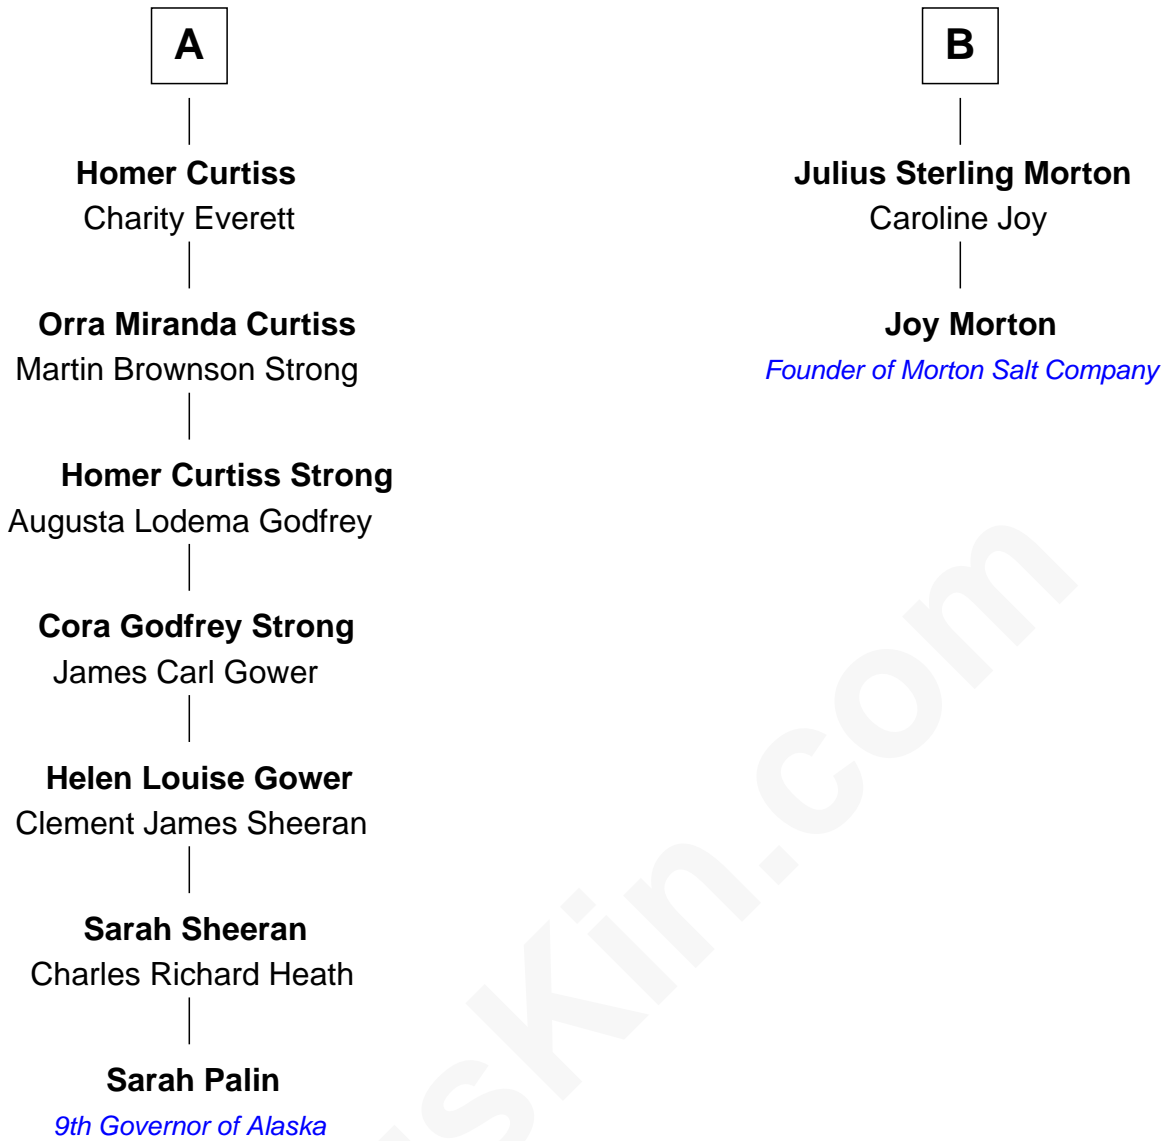 A
Homer Curtiss
Charity Everett
Orra Miranda Curtiss
Martin Brownson Strong
Homer Curtiss Strong
Augusta Lodema Godfrey
Cora Godfrey Strong
James Carl Gower
Helen Louise Gower
Clement James Sheeran
Sarah Sheeran
Charles Richard Heath
Sarah Palin
9th Governor of Alaska
B
Julius Sterling Morton
Caroline Joy
Joy Morton
Founder of Morton Salt Company
usKin.com